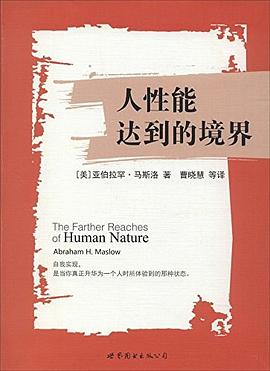 人性能
达到的境界
[美]亚伯拉罕·马斯洛 著 曹晓慧 等译
The Farther Reaches
of Human Nature
Abraham H. Maslow
自我实现，
是当你真正升华为一个人时所体验到的那种状态。
世界图书出版公司